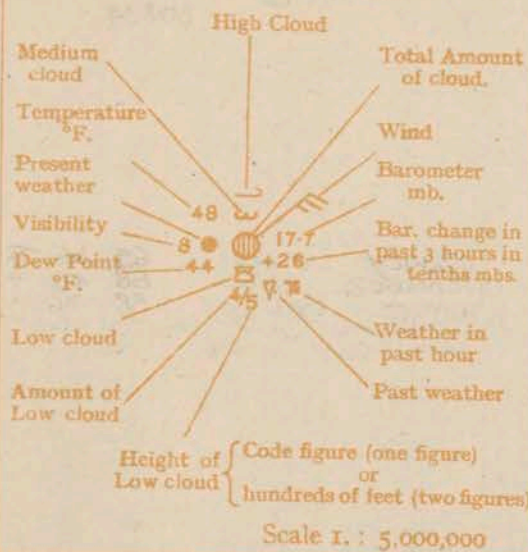 High Cloud
Medium
cloud
Total Amount
of cloud.
Temperature
°F.
Wind
Present
weather
Barometer
mb.
48
Visibility
8
17·7
Bar. change in
past 3 hours in
tenths mbs.
Dew Point
°F.
44
+26
4/5
Low cloud
Weather in
past hour
Amount of
Low cloud
Past weather
Height of
Low cloud
Code figure (one figure)
or
hundreds of feet (two figures)
Scale 1. : 5,000,000